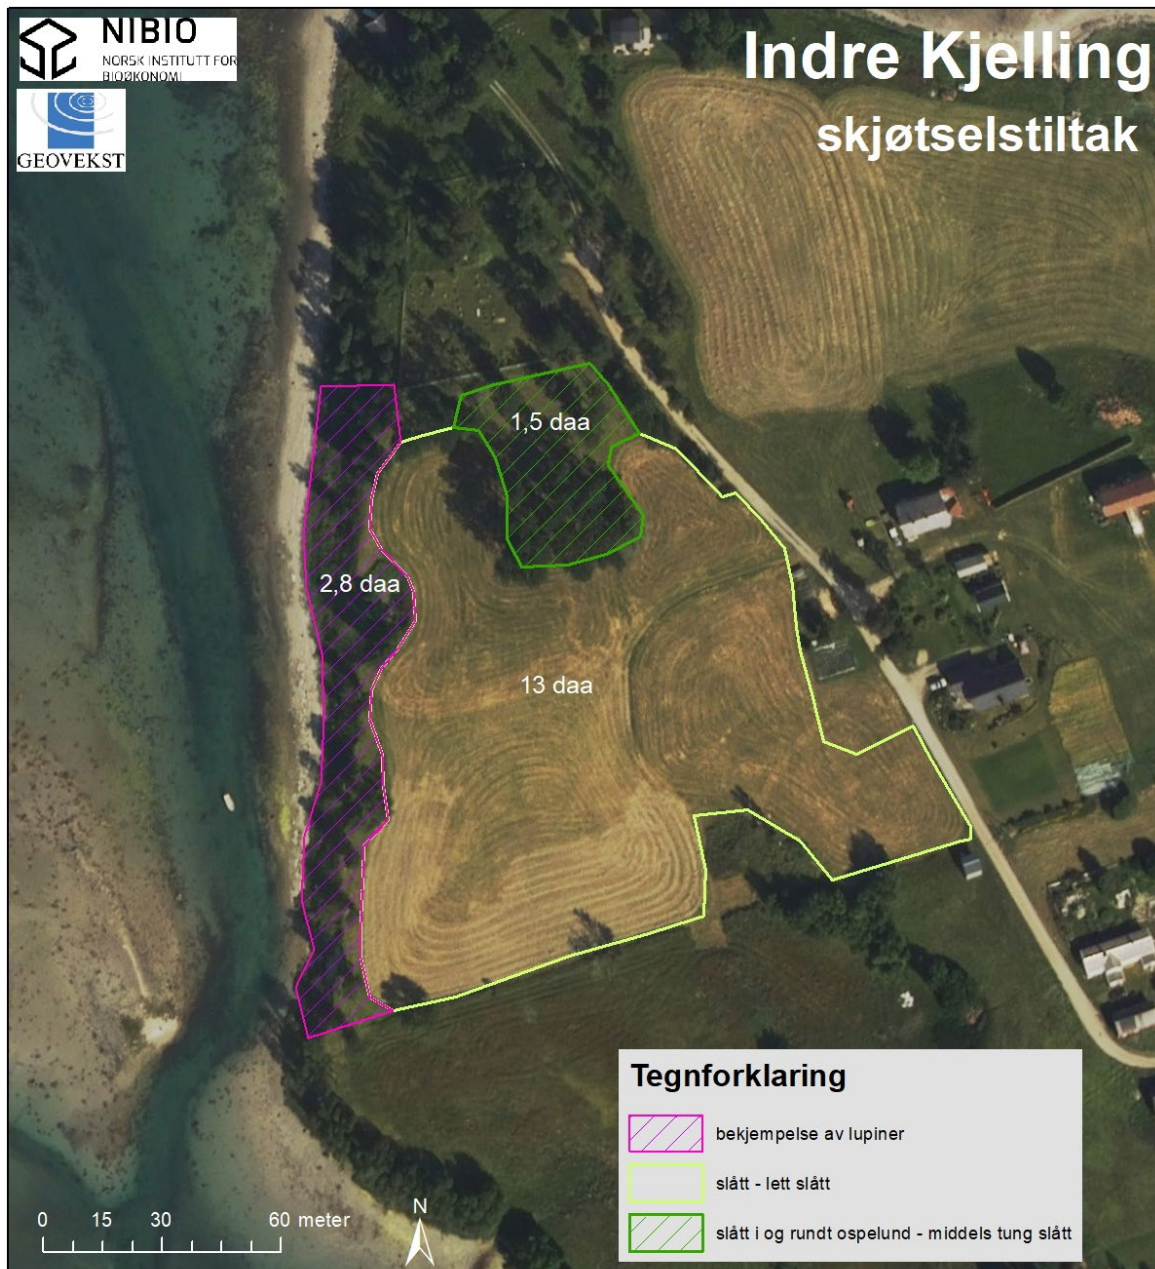 NIBIO
NORSK INSTITUTT FOR
BIOØKONOMI
GEOVEKST
Indre Kjelling
skjøtselstiltak
1,5 daa
2,8 daa
13 daa
Tegnforklaring
bekjempelse av lupiner
slått - lett slått
slått i og rundt ospelund - middels tung slått
0 15 30 60 meter
N